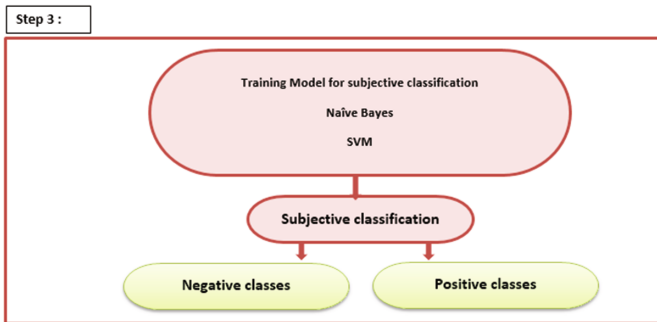 Step 3 :
Training Model for subjective classification
Naïve Bayes
SVM
Subjective classification
Negative classes
Positive classes